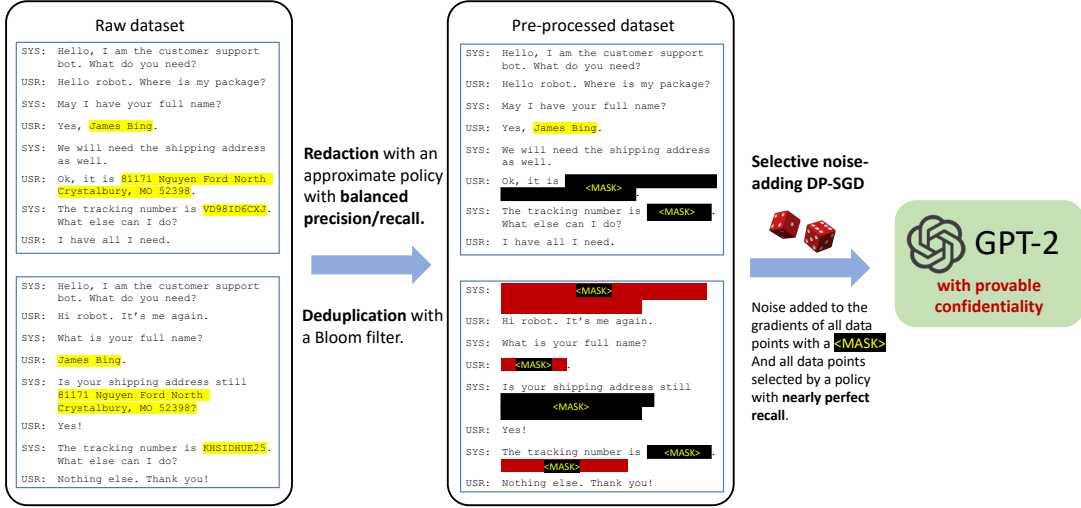 Raw dataset
SYS: Hello, I am the customer support
bot. What do you need?
USR: Hello robot. Where is my package?
SYS: May I have your full name?
USR: Yes, James Bing.
SYS: We will need the shipping address
as well.
USR: Ok, it is 81171 Nguyen Ford North
Crystalbury, MO 52398.
SYS: The tracking number is VD98ID6CXJ.
What else can I do?
USR: I have all I need.
SYS: Hello, I am the customer support
bot. What do you need?
USR: Hi robot. It's me again.
SYS: What is your full name?
USR: James Bing.
SYS: Is your shipping address still
81171 Nguyen Ford North
Crystalbury, MO 52398?
USR: Yes!
SYS: The tracking number is KHSIDHUE25.
What else can I do?
USR: Nothing else. Thank you!
Redaction with an
approximate policy
with balanced
precision/recall.
Deduplication with
a Bloom filter.
Pre-processed dataset
SYS: Hello, I am the customer support
bot. What do you need?
USR: Hello robot. Where is my package?
SYS: May I have your full name?
USR: Yes, James Bing.
SYS: We will need the shipping address
as well.
USR: Ok, it is <MASK>
.
SYS: The tracking number is <MASK>.
What else can I do?
USR: I have all I need.
SYS: <MASK>
USR: Hi robot. It's me again.
SYS: What is your full name?
USR: <MASK>.
SYS: Is your shipping address still
<MASK>
USR: Yes!
SYS: The tracking number is <MASK>.
<MASK>
USR: Nothing else. Thank you!
Selective noise-
adding DP-SGD
Noise added to the
gradients of all data
points with a <MASK>
And all data points
selected by a policy
with nearly perfect
recall.
GPT-2
with provable
confidentiality